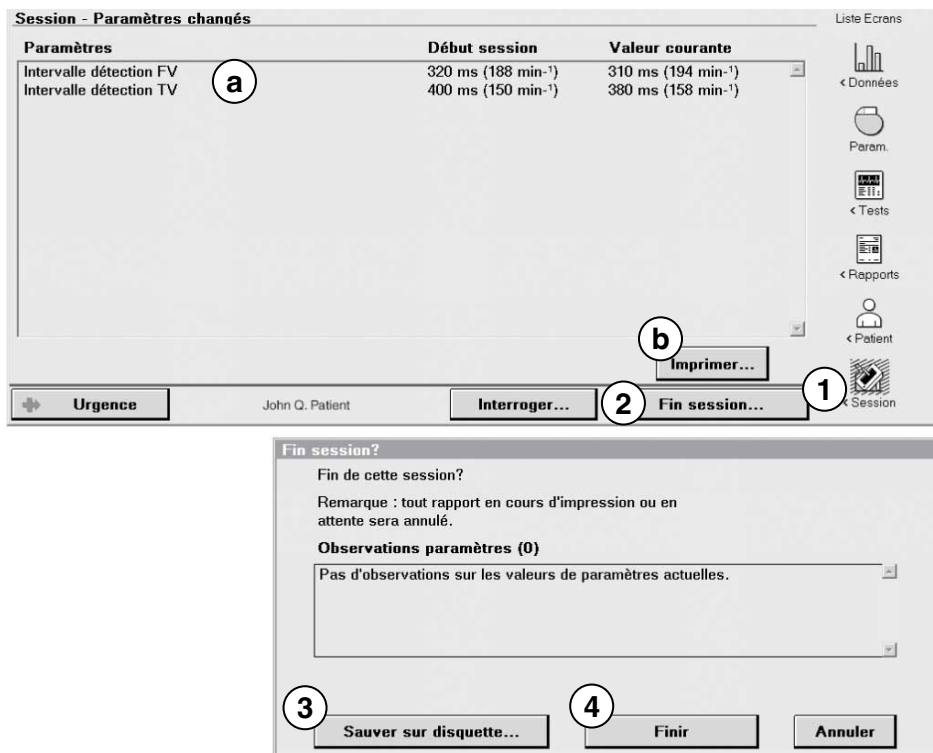 Session - Paramètres changés
Liste Ecrans
Paramètres Début session Valeur courante
Intervalle détection FV 320 ms (188 min-¹) 310 ms (194 min-¹)
Intervalle détection TV 400 ms (150 min-¹) 380 ms (158 min-¹)
a
< Données
Param.
< Tests
< Rapports
< Patient
b
Imprimer...
1
< Session
Urgence John Q. Patient Interroger... 2 Fin session...
Fin session?
Fin de cette session?
Remarque : tout rapport en cours d'impression ou en
attente sera annulé.
Observations paramètres (0)
Pas d'observations sur les valeurs de paramètres actuelles.
3 4
Sauver sur disquette... Finir Annuler